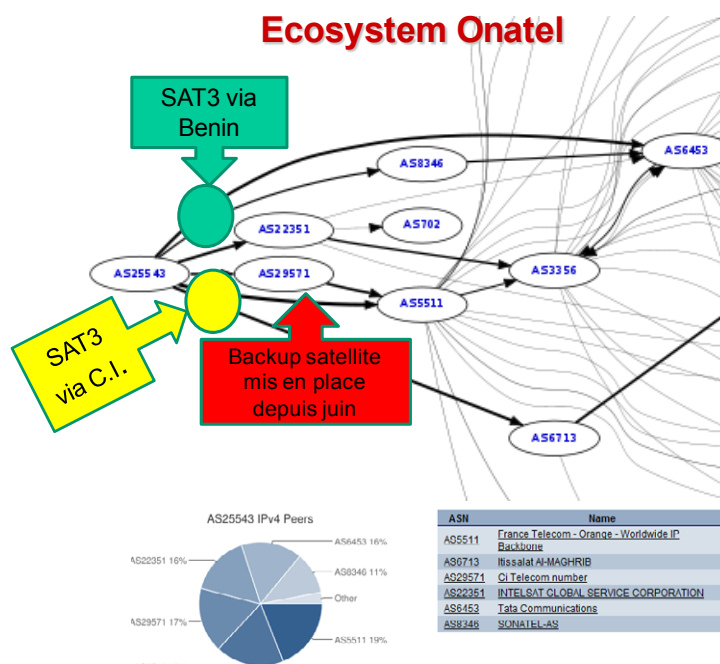 Ecosystem Onatel
SAT3 via
Benin
AS6453
AS8346
AS22351
AS702
AS25543
AS29571
AS3356
AS5511
SAT3
via C.I.
Backup satellite
mis en place
depuis juin
AS6713
AS25543 IPv4 Peers
AS6453 16%
AS22351 16%
AS8346 11%
Other
AS29571 17%
AS5511 19%
ASN Name
AS5511 France Telecom - Orange - Worldwide IP
Backbone
AS6713 Itissalat Al-MAGHRIB
AS29571 Ci Telecom number
AS22351 INTELSAT GLOBAL SERVICE CORPORATION
AS6453 Tata Communications
AS8346 SONATEL-AS